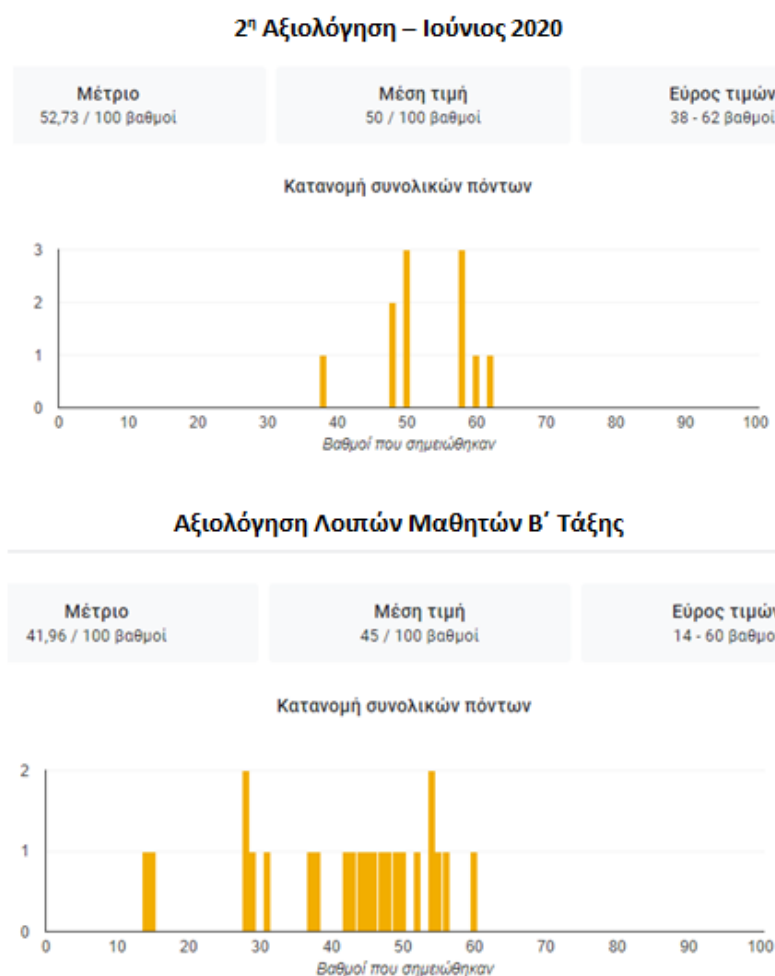 2η Αξιολόγηση – Ιούνιος 2020
Μέτριο Μέση τιμή Εύρος τιμών
52,73 / 100 βαθμοί 50 / 100 βαθμοί 38 - 62 βαθμοί
Κατανομή συνολικών πόντων
3
2
1
0
0 10 20 30 40 50 60 70 80 90 100
Βαθμοί που σημειώθηκαν
Αξιολόγηση Λοιπών Μαθητών Β΄ Τάξης
Μέτριο Μέση τιμή Εύρος τιμών
41,96 / 100 βαθμοί 45 / 100 βαθμοί 14 - 60 βαθμο
Κατανομή συνολικών πόντων
2
1
0
0 10 20 30 40 50 60 70 80 90 100
Βαθμοί που σημειώθηκαν